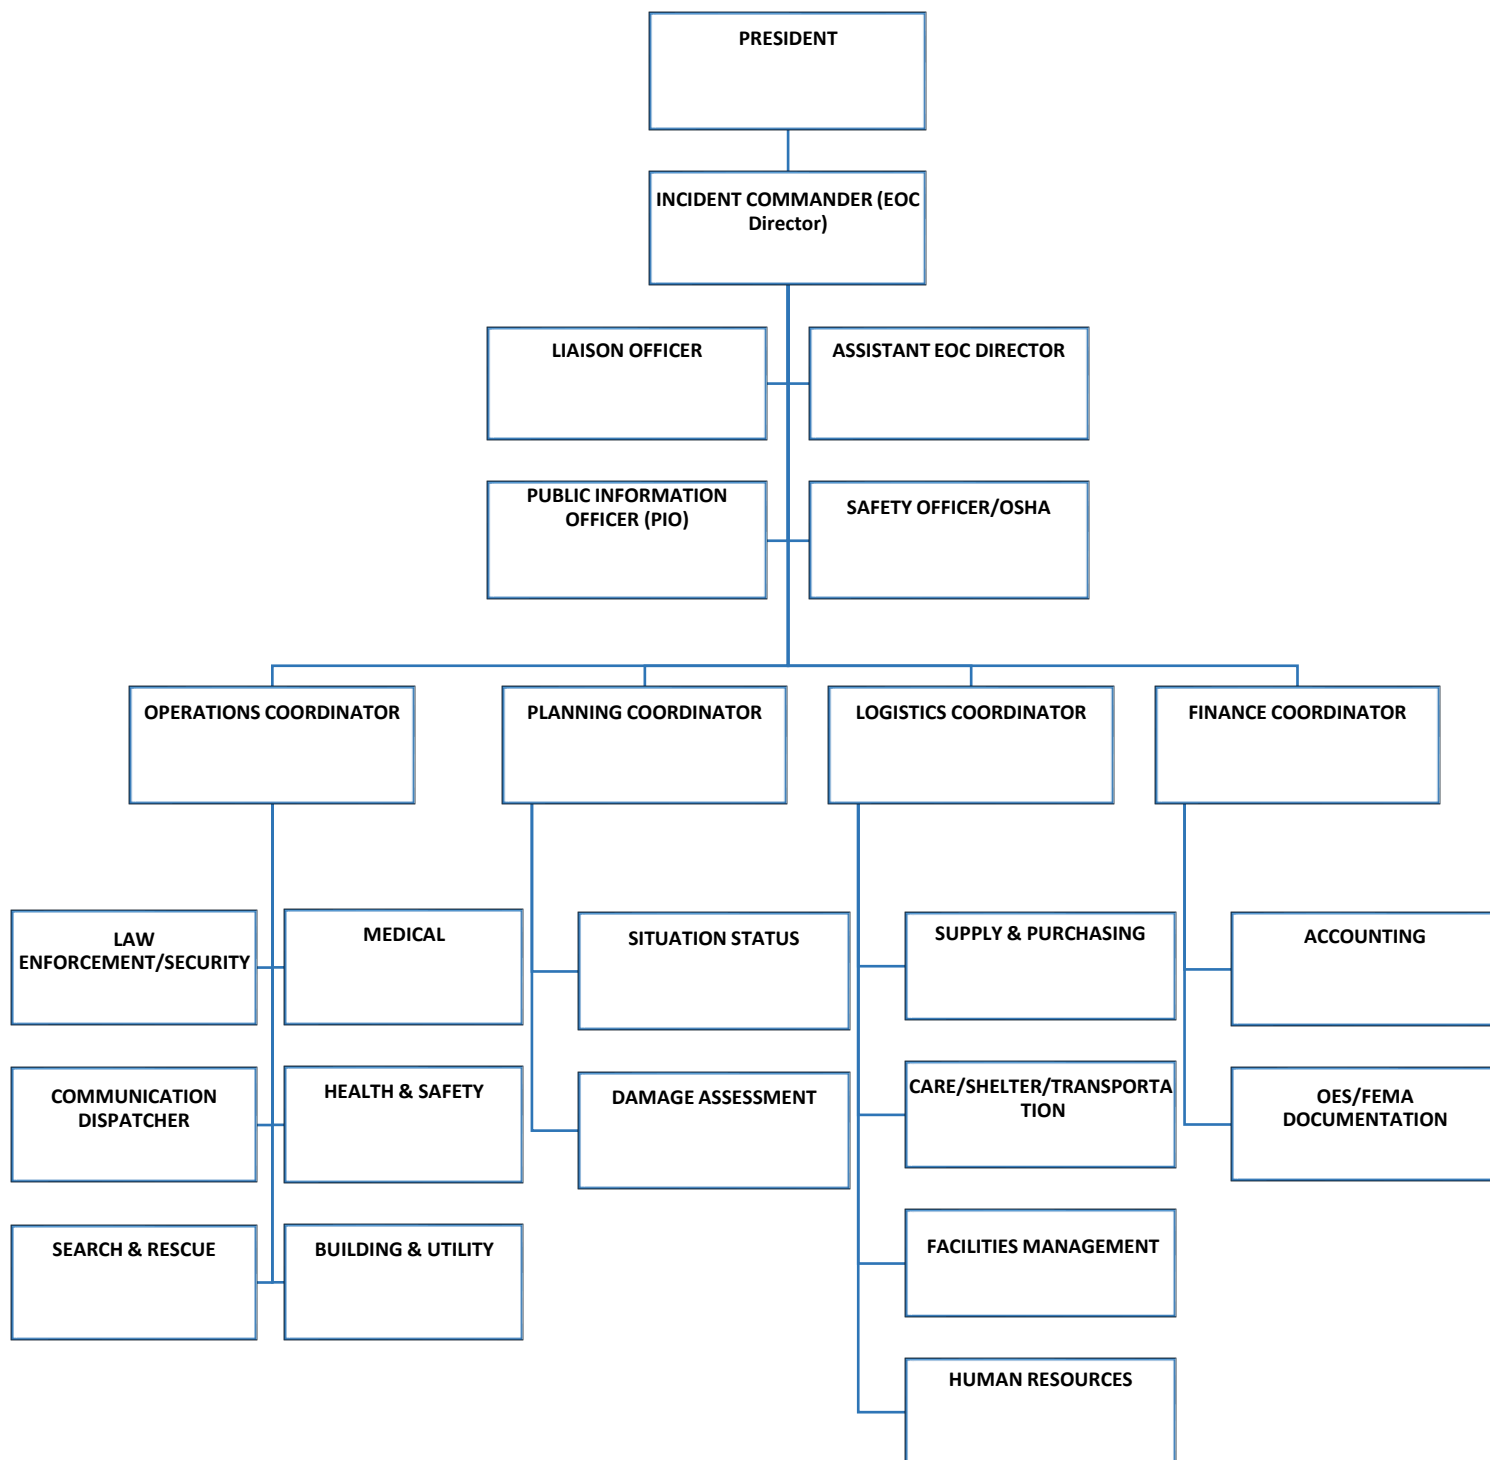 PRESIDENT
INCIDENT COMMANDER (EOC
Director)
LIAISON OFFICER
ASSISTANT EOC DIRECTOR
PUBLIC INFORMATION
OFFICER (PIO)
SAFETY OFFICER/OSHA
OPERATIONS COORDINATOR
PLANNING COORDINATOR
LOGISTICS COORDINATOR
FINANCE COORDINATOR
LAW
ENFORCEMENT/SECURITY
MEDICAL
SITUATION STATUS
SUPPLY & PURCHASING
ACCOUNTING
COMMUNICATION
DISPATCHER
HEALTH & SAFETY
DAMAGE ASSESSMENT
CARE/SHELTER/TRANSPORTA
TION
OES/FEMA
DOCUMENTATION
SEARCH & RESCUE
BUILDING & UTILITY
FACILITIES MANAGEMENT
HUMAN RESOURCES